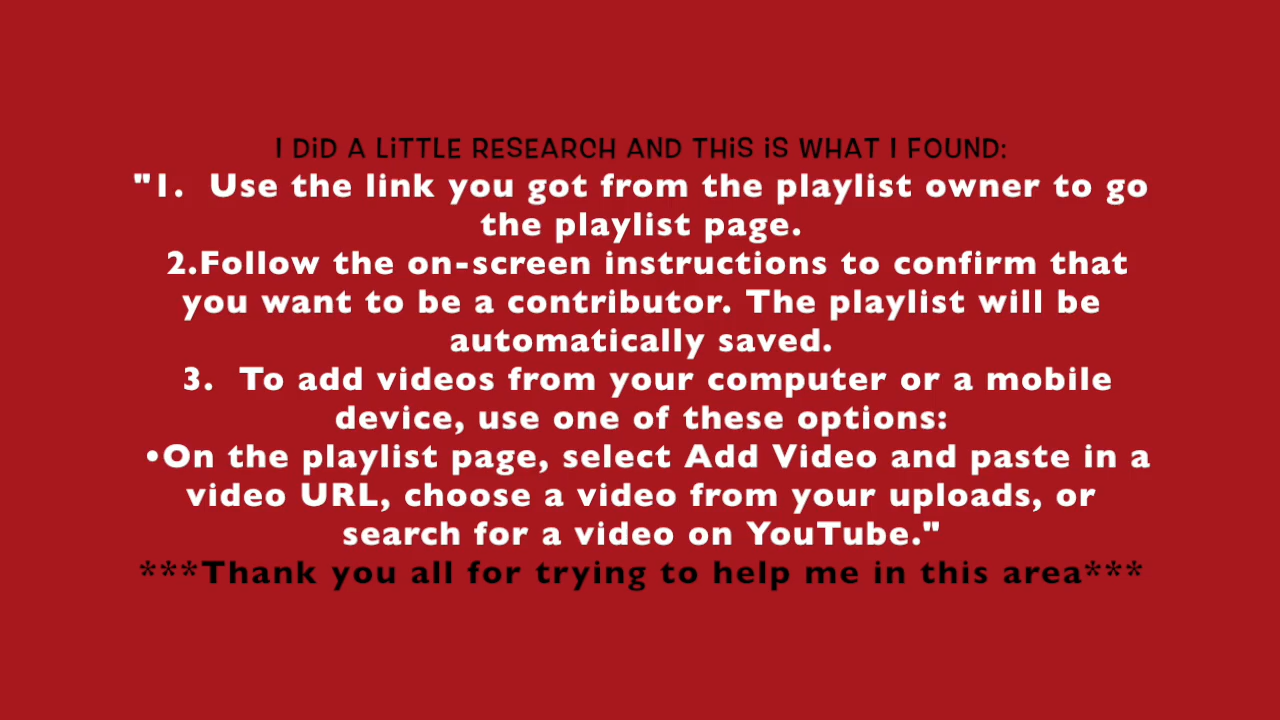 I DiD A LiTTLE RESEARCH AND THiS iS WHAT I FOUND:
"1.  Use the link you got from the playlist owner to go
the playlist page.
2.Follow the on-screen instructions to confirm that
you want to be a contributor. The playlist will be
automatically saved.
3.  To add videos from your computer or a mobile
device, use one of these options:
•On the playlist page, select Add Video and paste in a
video URL, choose a video from your uploads, or
search for a video on YouTube."
***Thank you all for trying to help me in this area***